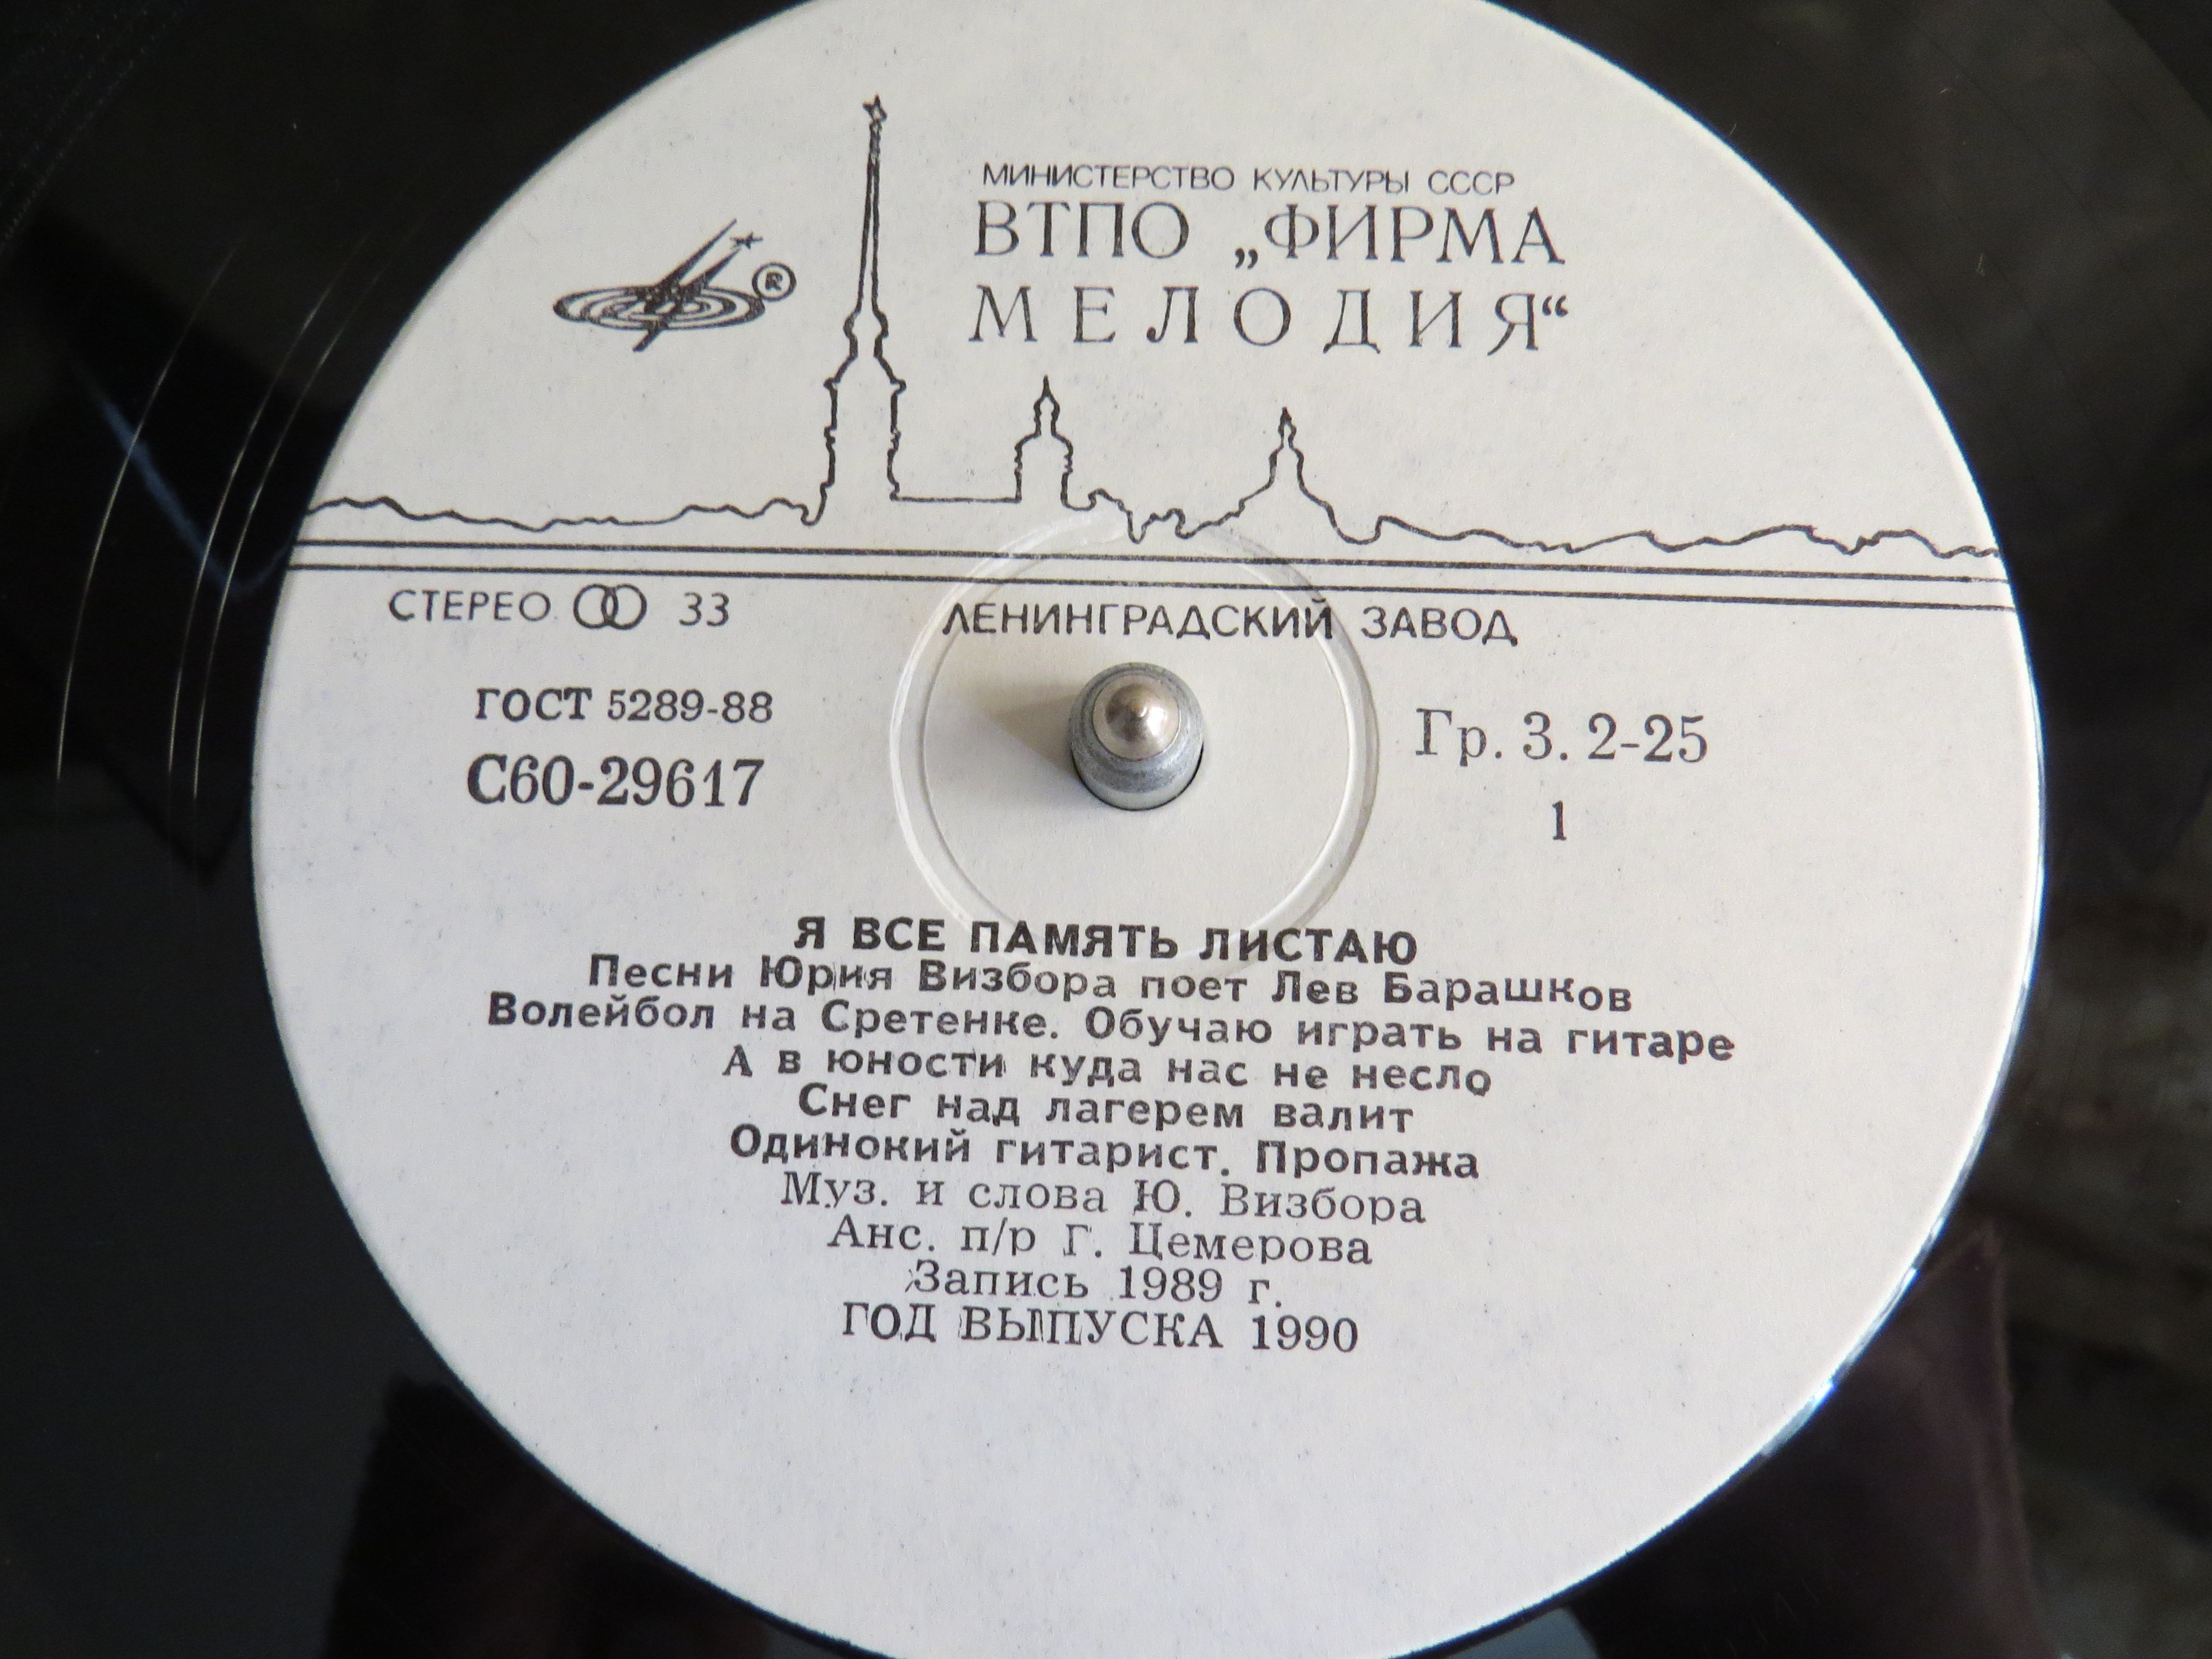 МИНИСТЕРСТВО КУЛЬТУРЫ СССР
ВТПО „ФИРМА
МЕЛОДИЯ“
®
СТЕРЕО 33
ЛЕНИНГРАДСКИЙ ЗАВОД
ГОСТ 5289-88
С60-29617
Гр. 3. 2-25
1
Я ВСЕ ПАМЯТЬ ЛИСТАЮ
Песни Юрия Визбора поет Лев Барашков
Волейбол на Сретенке. Обучаю играть на гитаре
А в юности куда нас не несло
Снег над лагерем валит
Одинокий гитарист. Пропажа
Муз. и слова Ю. Визбора
Анс. п/р Г. Цемерова
Запись 1989 г.
ГОД ВЫПУСКА 1990